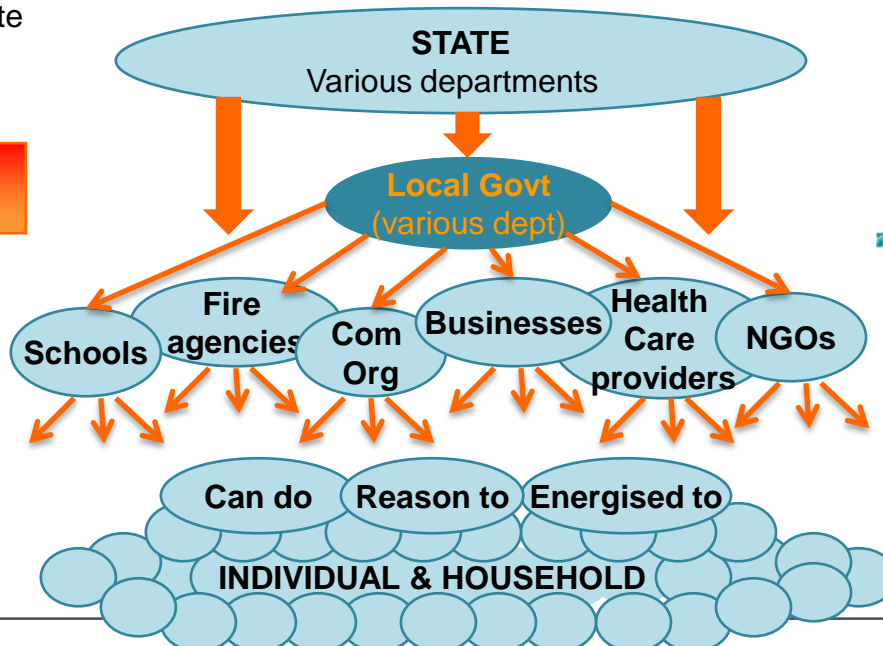 te
STATE
Various departments
Local Govt
(various dept)
Schools
Fire
agencies
Com
Org
Businesses
Health
Care
providers
NGOs
Can do
Reason to
Energised to
INDIVIDUAL & HOUSEHOLD